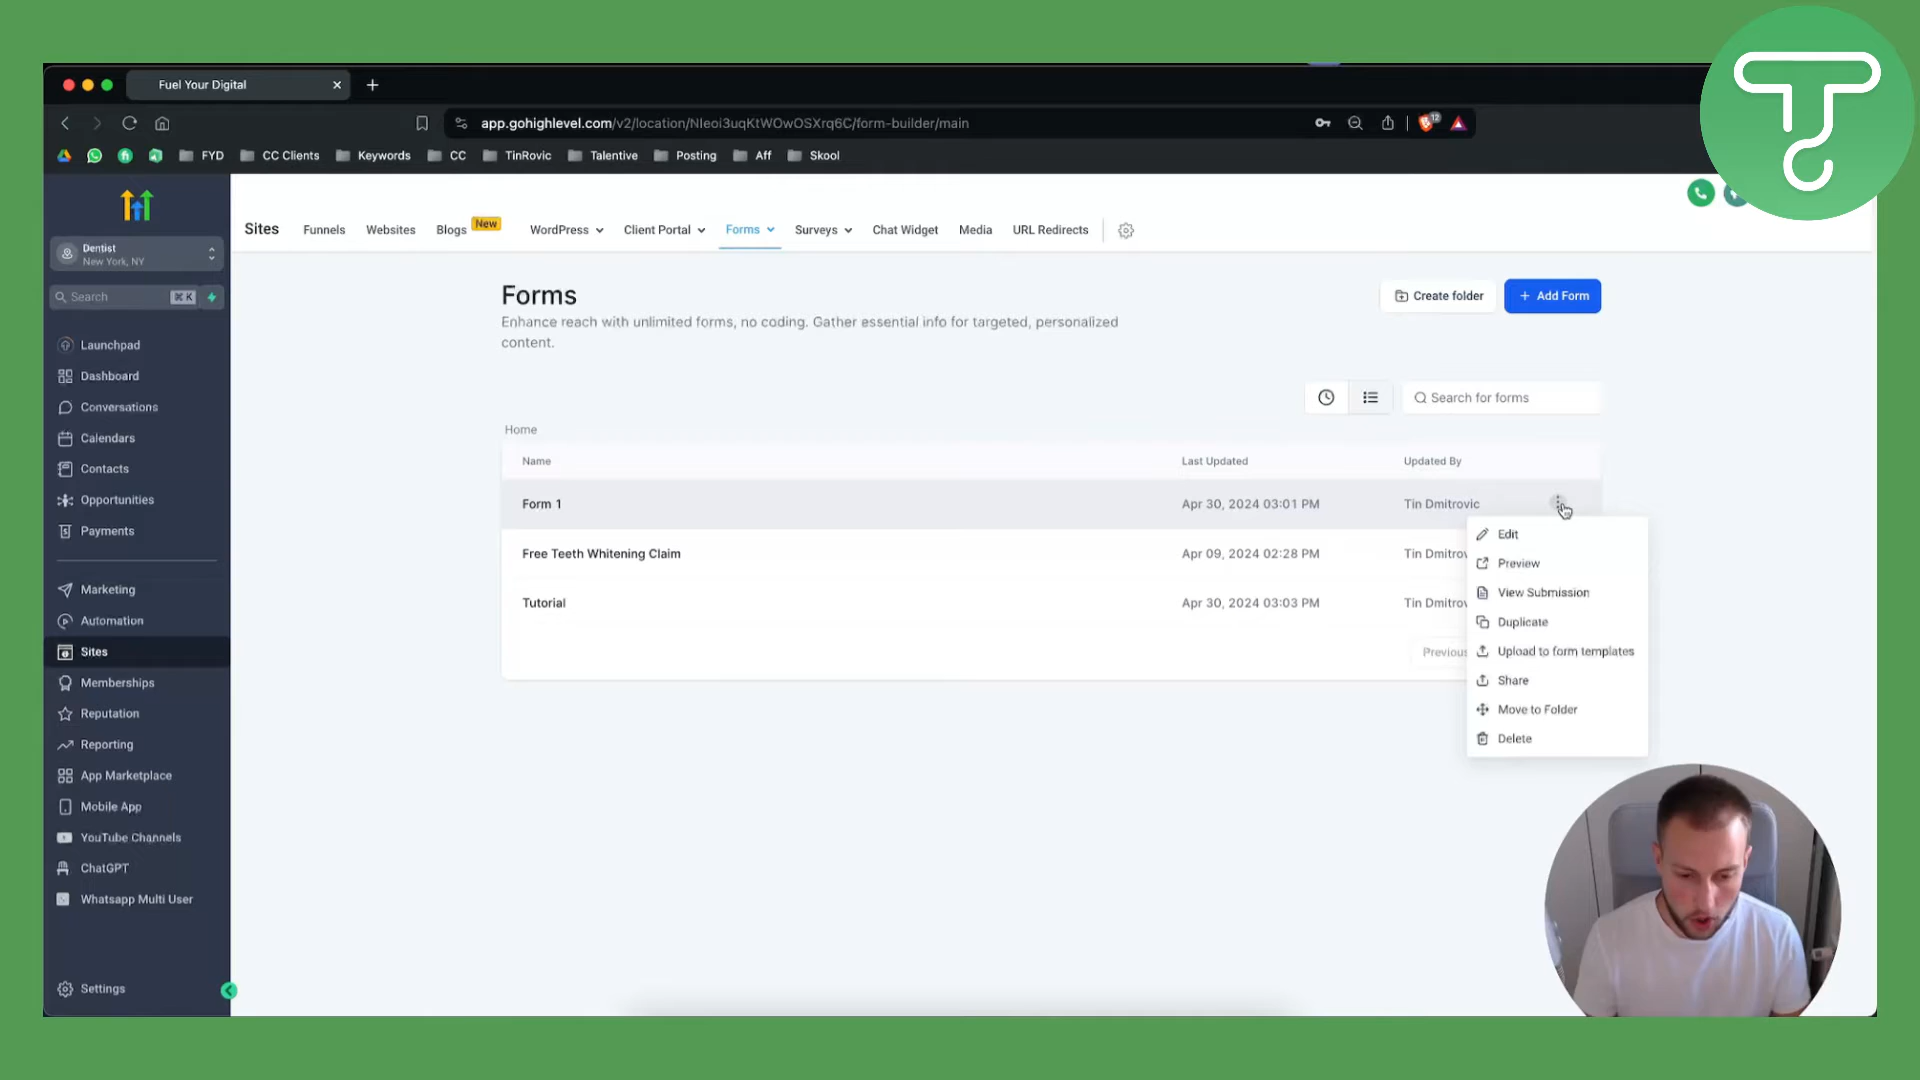 Fuel Your Digital
app.gohighlevel.com/v2/location/NIeoi3uqKtWOwOSXrq6C/form-builder/main
12
FYD
CC Clients
Keywords
CC
TinRovic
Talentive
Posting
Aff
Skool
Dentist
New York, NY
Search
⌘ K
Launchpad
Dashboard
Conversations
Calendars
Contacts
Opportunities
Payments
Marketing
Automation
Sites
Memberships
Reputation
Reporting
App Marketplace
Mobile App
YouTube Channels
ChatGPT
Whatsapp Multi User
Settings
Sites
Funnels
Websites
Blogs
New
WordPress
Client Portal
Forms
Surveys
Chat Widget
Media
URL Redirects
Forms
Enhance reach with unlimited forms, no coding. Gather essential info for targeted, personalized
content.
Create folder
+ Add Form
Search for forms
Home
Name Last Updated Updated By
Form 1 Apr 30, 2024 03:01 PM Tin Dmitrovic
Free Teeth Whitening Claim Apr 09, 2024 02:28 PM Tin Dmitrov
Tutorial Apr 30, 2024 03:03 PM Tin Dmitrov
Previous
Edit
Preview
View Submission
Duplicate
Upload to form templates
Share
Move to Folder
Delete